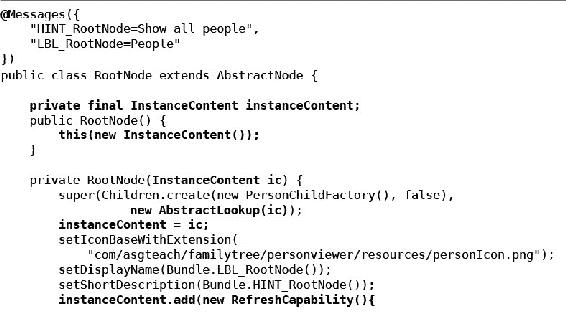 @Messages({
    "HINT_RootNode=Show all people",
    "LBL_RootNode=People"
})
public class RootNode extends AbstractNode {
    private final InstanceContent instanceContent;
    public RootNode() {
        this(new InstanceContent());
    }
    private RootNode(InstanceContent ic) {
        super(Children.create(new PersonChildFactory(), false),
                  new AbstractLookup(ic));
        instanceContent = ic;
        setIconBaseWithExtension(
            "com/asgteach/familytree/personviewer/resources/personIcon.png");
        setDisplayName(Bundle.LBL_RootNode());
        setShortDescription(Bundle.HINT_RootNode());
        instanceContent.add(new RefreshCapability(){